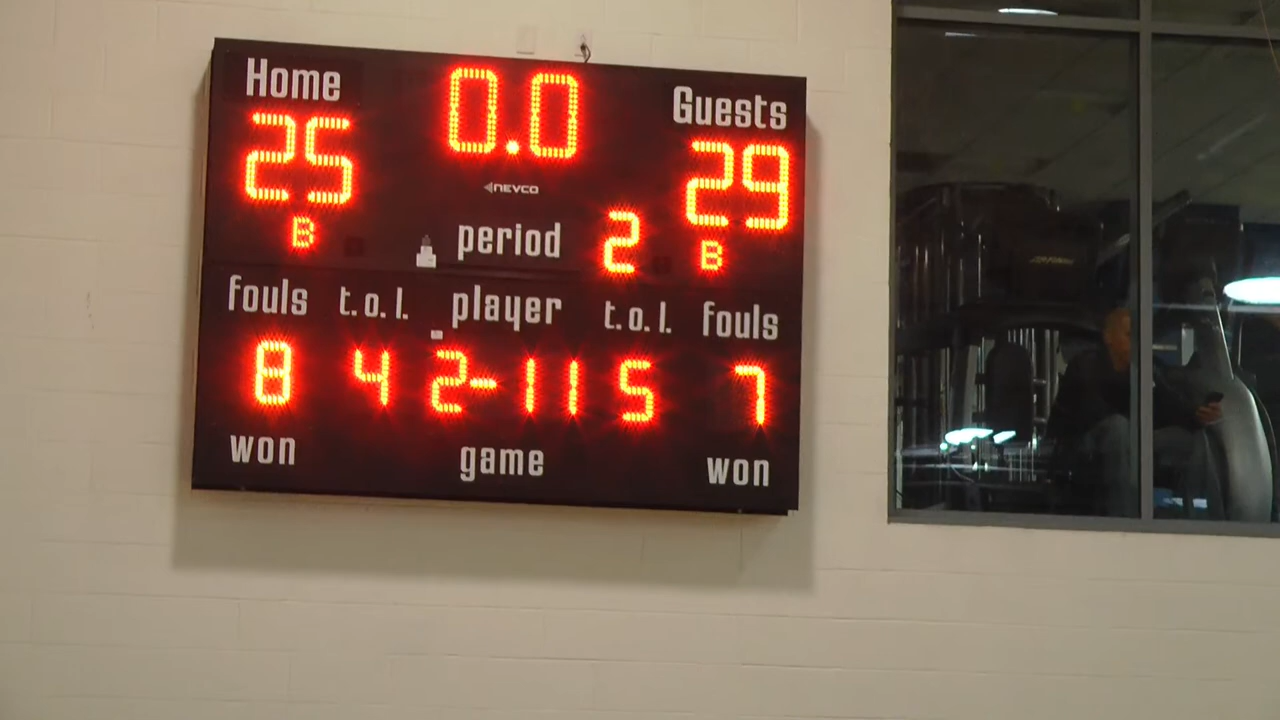 Home 0.0 Guests
25 29
NEVCO
B period 2 B
fouls t.o.l. player t.o.l. fouls
8 4 2-11 5 7
won game won